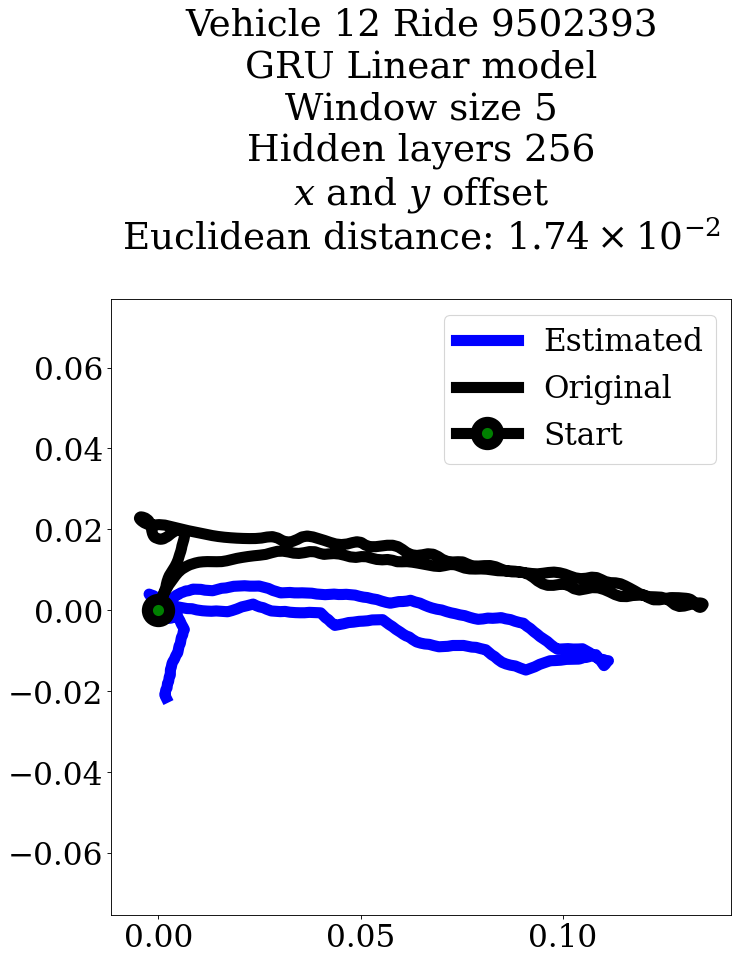 Vehicle 12 Ride 9502393
GRU Linear model
Window size 5
Hidden layers 256
x and y offset
Euclidean distance: 1.74 × 10⁻²
Estimated
Original
Start
0.06
0.04
0.02
0.00
−0.02
−0.04
−0.06
0.00 0.05 0.10